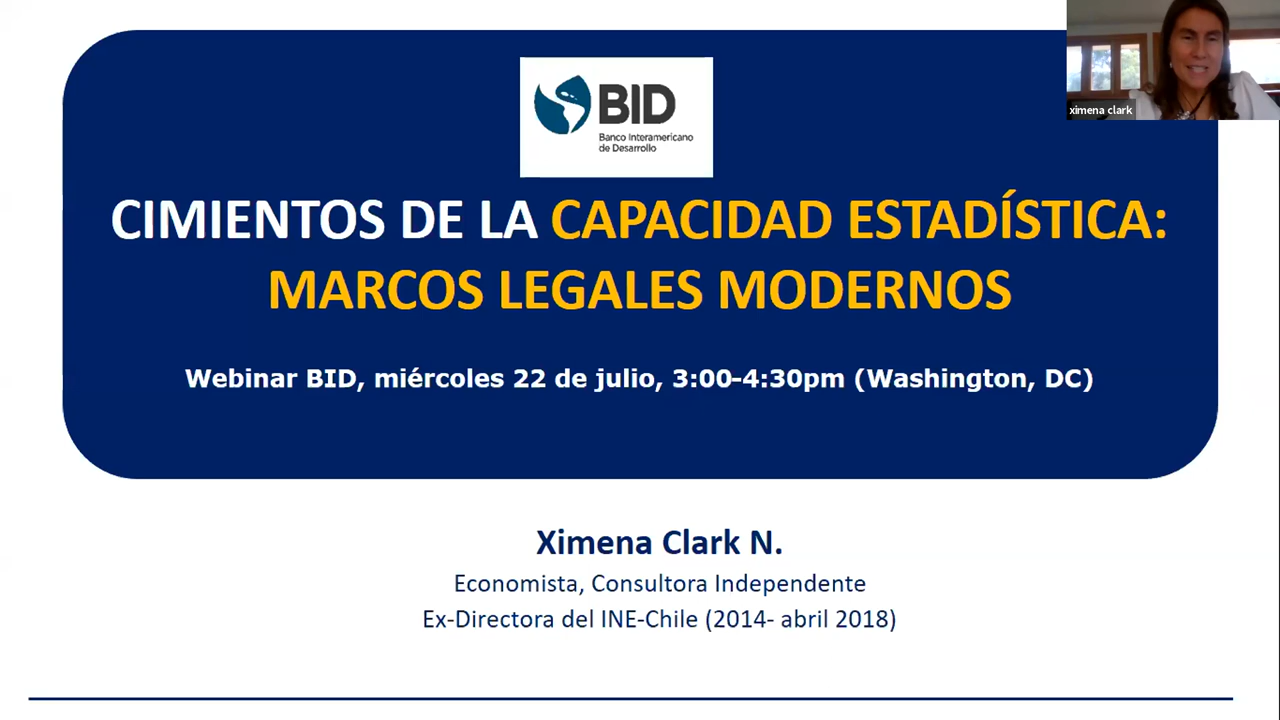 BID
Banco Interamericano
de Desarrollo
ximena clark
CIMIENTOS DE LA CAPACIDAD ESTADÍSTICA:
MARCOS LEGALES MODERNOS
Webinar BID, miércoles 22 de julio, 3:00-4:30pm (Washington, DC)
Ximena Clark N.
Economista, Consultora Independente
Ex-Directora del INE-Chile (2014- abril 2018)